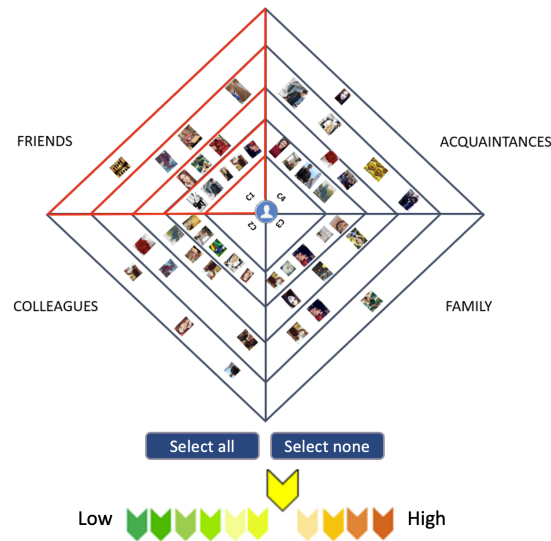 FRIENDS
ACQUAINTANCES
C1
C4
C2
C3
COLLEAGUES
FAMILY
Select all
Select none
Low
High